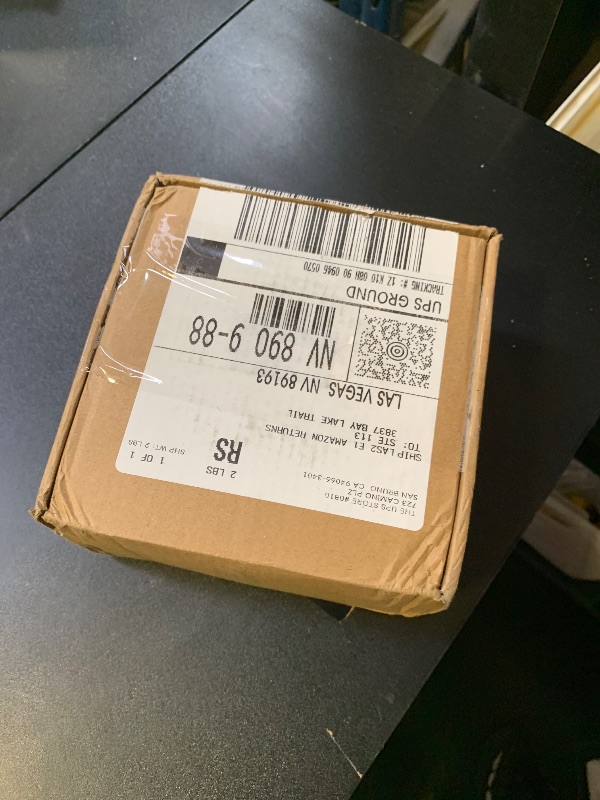 THE UPS STORE #0810
723 CAMINO PLZ
SAN BRUNO CA 94066-3401
2 LBS
RS
1 OF 1
SHP WT: 2 LBS
SHIP LAS2 E1 AMAZON RETURNS
TO: STE 113
3837 BAY LAKE TRAIL
LAS VEGAS NV 89193
NV 890 9-88
UPS GROUND
TRACKING #: 1Z K10 08H 90 0946 0570